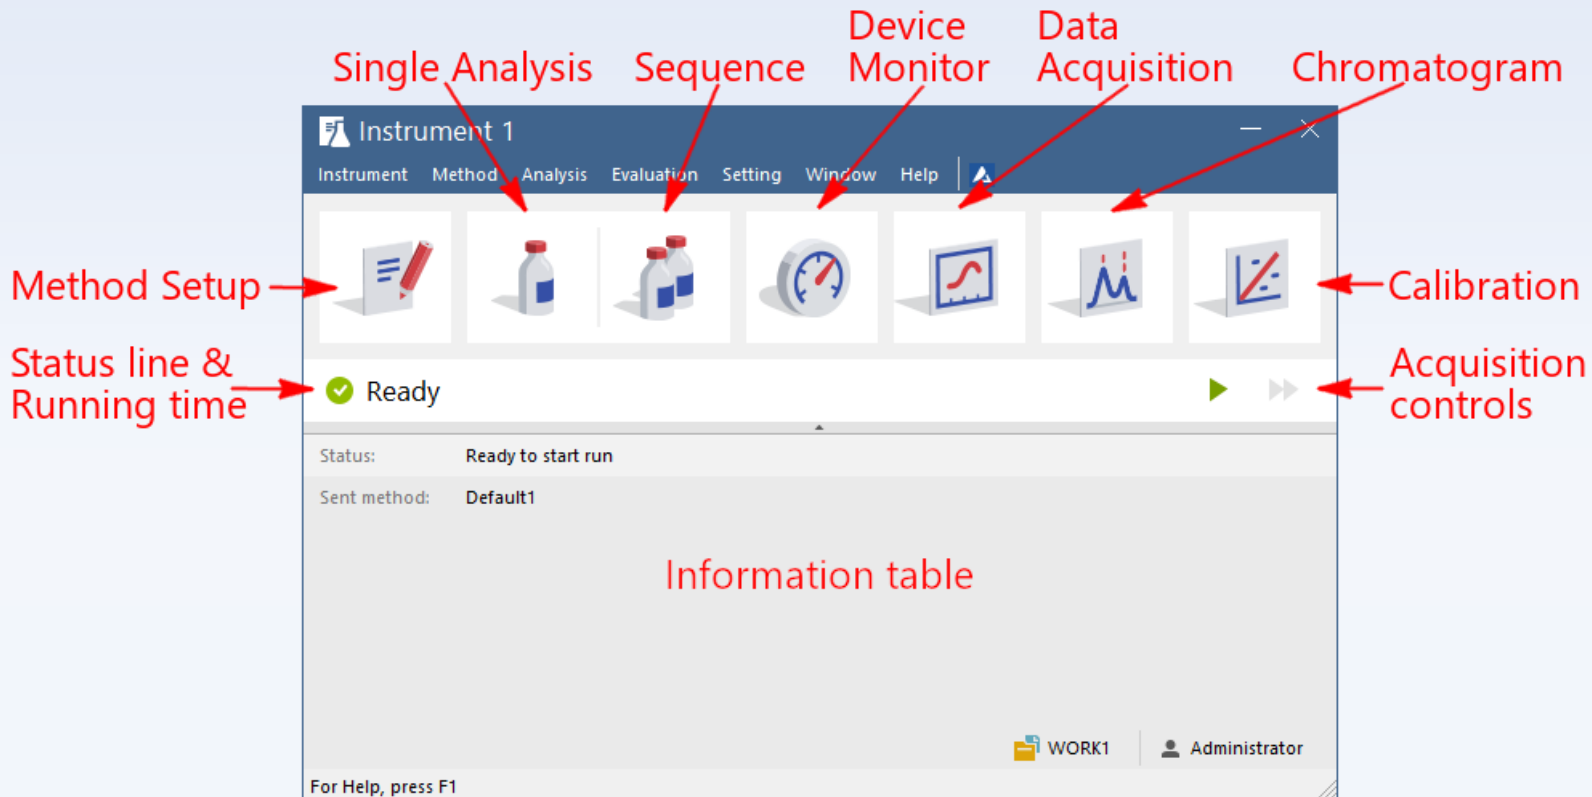 Single Analysis
Sequence
Device
Monitor
Data
Acquisition
Chromatogram
Instrument 1
Instrument Method Analysis Evaluation Setting Window Help
Method Setup
Calibration
Status line &
Running time
Ready
Acquisition
controls
Status: Ready to start run
Sent method: Default1
Information table
WORK1 Administrator
For Help, press F1